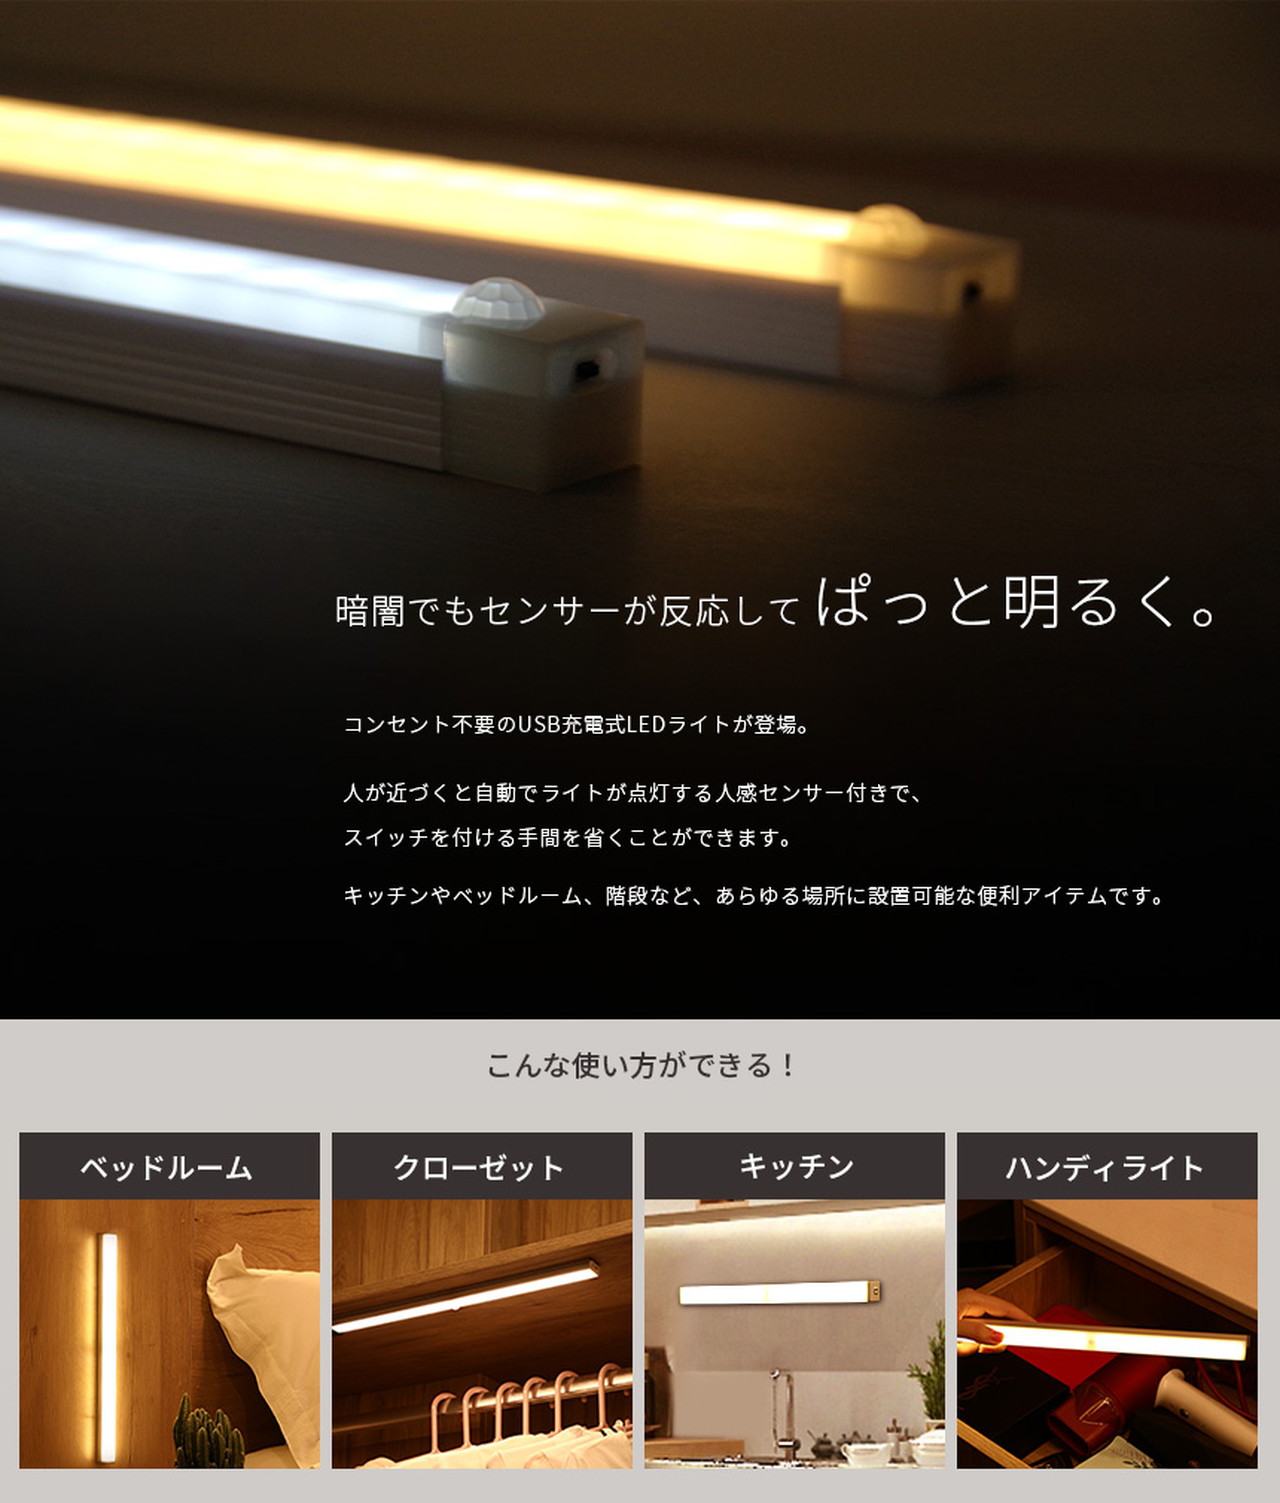 暗闇でもセンサーが反応して ぱっと明るく。
コンセント不要のUSB充電式LEDライトが登場。
人が近づくと自動でライトが点灯する人感センサー付きで、
スイッチを付ける手間を省くことができます。
キッチンやベッドルーム、階段など、あらゆる場所に設置可能な便利アイテムです。
こんな使い方ができる！
ベッドルーム
クローゼット
キッチン
ハンディライト